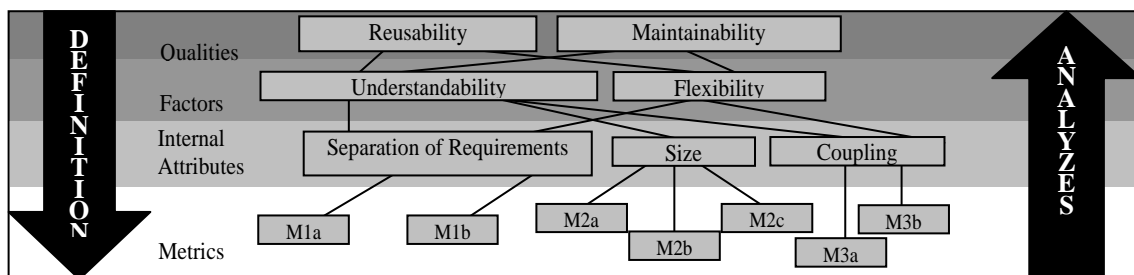 DEFINITION
Qualities
Reusability
Maintainability
Factors
Understandability
Flexibility
Internal
Attributes
Separation of Requirements
Size
Coupling
Metrics
M1a
M1b
M2a
M2b
M2c
M3a
M3b
ANALYZES